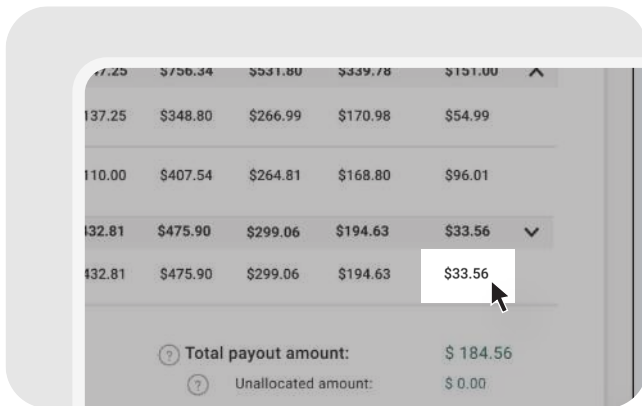 $756.34 $531.80 $339.78 $151.00
137.25 $348.80 $266.99 $170.98 $54.99
110.00 $407.54 $264.81 $168.80 $96.01
432.81 $475.90 $299.06 $194.63 $33.56
432.81 $475.90 $299.06 $194.63 $33.56
? Total payout amount: $ 184.56
? Unallocated amount: $ 0.00